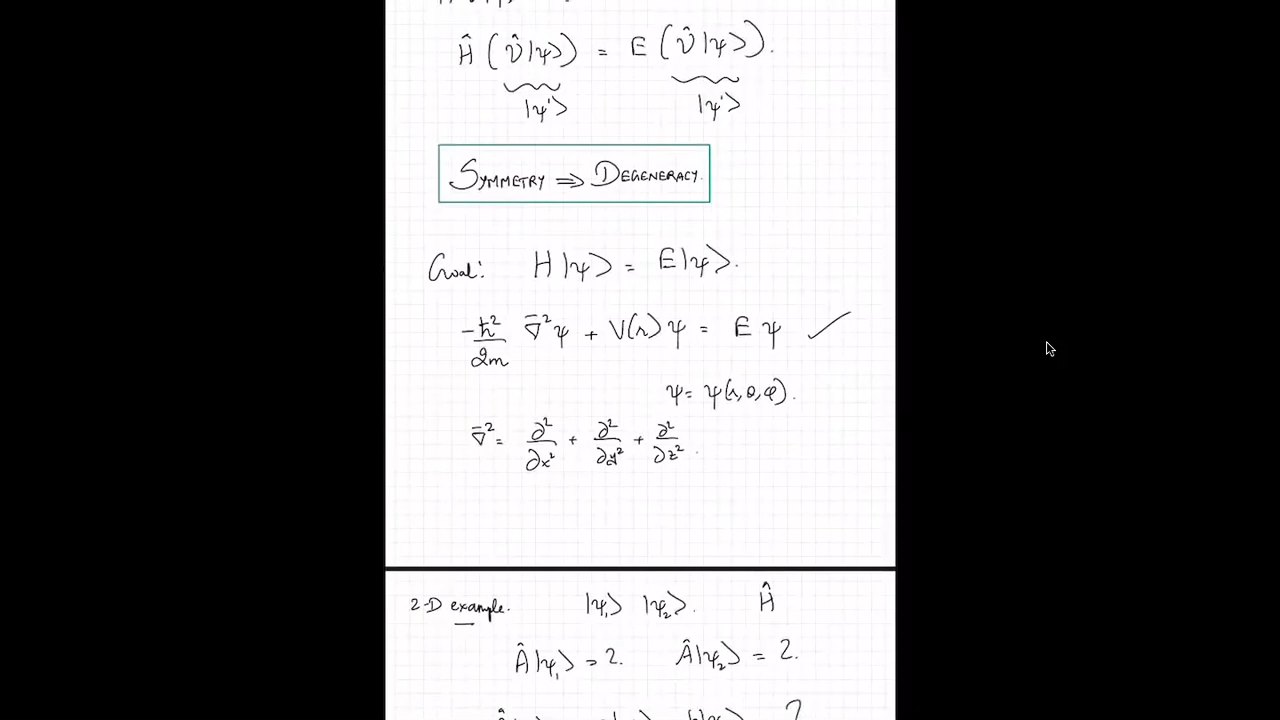 Ĥ (Û|ψ⟩) = E (Û|ψ⟩).
|ψ'⟩ |ψ'⟩
SYMMETRY ⇒ DEGENERACY.
Goal: H|ψ⟩ = E|ψ⟩.
-ħ²/2m ∇̄²ψ + V(r)ψ = Eψ ✓
ψ = ψ(r,θ,φ).
∇̄² = ∂²/∂x² + ∂²/∂y² + ∂²/∂z².
2-D example. |ψ₁⟩ |ψ₂⟩. Ĥ
Â|ψ₁⟩ = 2. Â|ψ₂⟩ = 2.